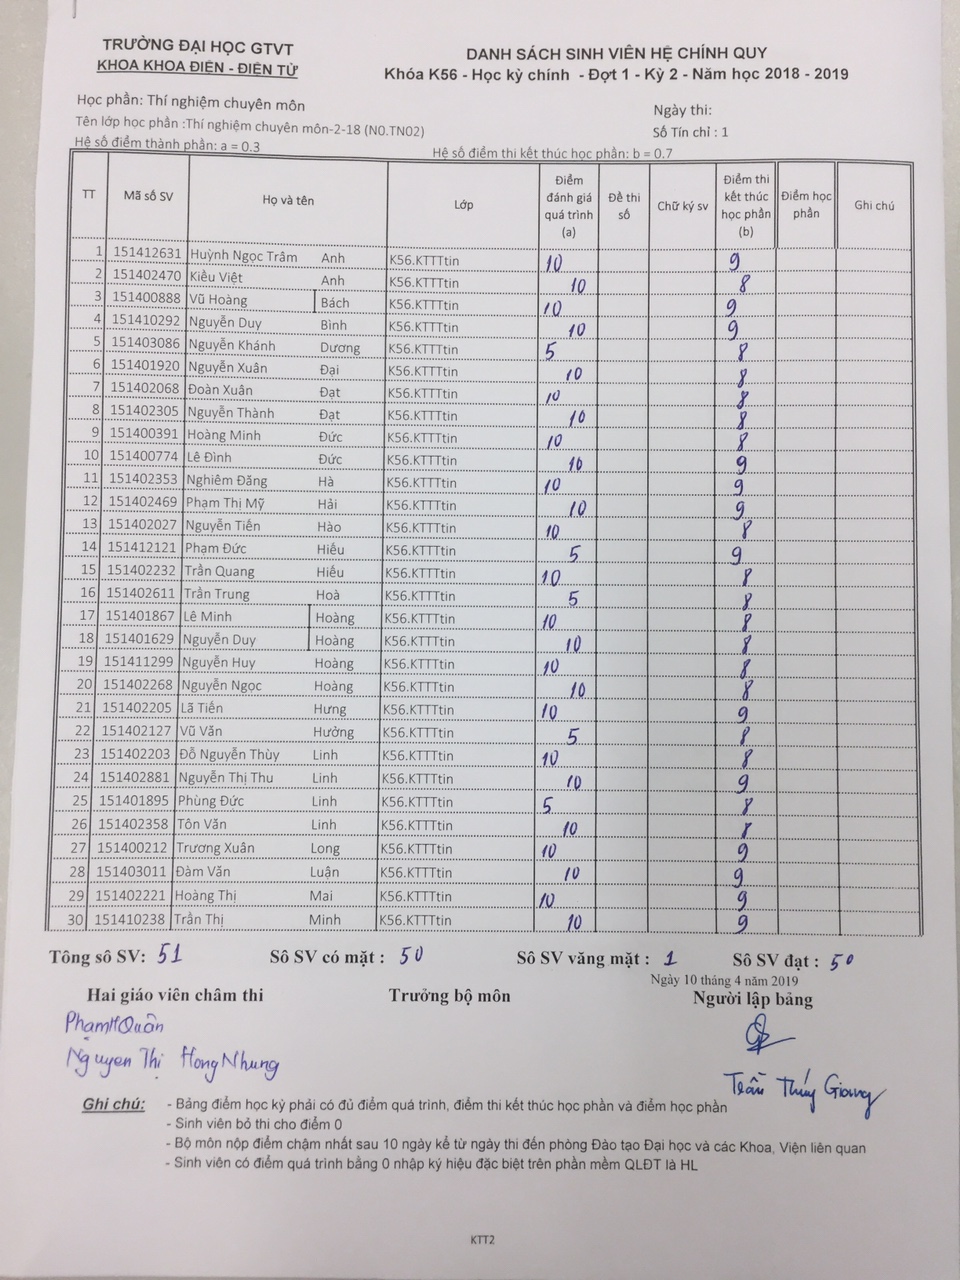 TRƯỜNG ĐẠI HỌC GTVT
KHOA KHOA ĐIỆN - ĐIỆN TỬ
DANH SÁCH SINH VIÊN HỆ CHÍNH QUY
Khóa K56 - Học kỳ chính - Đợt 1 - Kỳ 2 - Năm học 2018 - 2019
Học phần: Thí nghiệm chuyên môn
Ngày thi:
Tên lớp học phần :Thí nghiệm chuyên môn-2-18 (N0.TN02)
Số Tín chỉ : 1
Hệ số điểm thành phần: a = 0.3
Hệ số điểm thi kết thúc học phần: b = 0.7
TT Mã số SV Họ và tên Lớp Điểm đánh giá quá trình (a) Đề thi số Chữ ký sv Điểm thi kết thúc học phần (b) Điểm học phần Ghi chú
1 151412631 Huỳnh Ngọc Trâm Anh K56.KTTTtin 10 9
2 151402470 Kiều Việt Anh K56.KTTTtin 10 8
3 151400888 Vũ Hoàng Bách K56.KTTTtin 10 9
4 151410292 Nguyễn Duy Bình K56.KTTTtin 10 9
5 151403086 Nguyễn Khánh Dương K56.KTTTtin 5 8
6 151401920 Nguyễn Xuân Đại K56.KTTTtin 10 8
7 151402068 Đoàn Xuân Đạt K56.KTTTtin 10 8
8 151402305 Nguyễn Thành Đạt K56.KTTTtin 10 8
9 151400391 Hoàng Minh Đức K56.KTTTtin 10 8
10 151400774 Lê Đình Đức K56.KTTTtin 10 9
11 151402353 Nghiêm Đăng Hà K56.KTTTtin 10 9
12 151402469 Phạm Thị Mỹ Hải K56.KTTTtin 10 9
13 151402027 Nguyễn Tiến Hào K56.KTTTtin 10 8
14 151412121 Phạm Đức Hiếu K56.KTTTtin 5 9
15 151402232 Trần Quang Hiếu K56.KTTTtin 10 8
16 151402611 Trần Trung Hoà K56.KTTTtin 5 8
17 151401867 Lê Minh Hoàng K56.KTTTtin 10 8
18 151401629 Nguyễn Duy Hoàng K56.KTTTtin 10 8
19 151411299 Nguyễn Huy Hoàng K56.KTTTtin 10 8
20 151402268 Nguyễn Ngọc Hoàng K56.KTTTtin 10 8
21 151402205 Lã Tiến Hưng K56.KTTTtin 10 9
22 151402127 Vũ Văn Hưởng K56.KTTTtin 5 8
23 151402203 Đỗ Nguyễn Thùy Linh K56.KTTTtin 10 8
24 151402881 Nguyễn Thị Thu Linh K56.KTTTtin 10 9
25 151401895 Phùng Đức Linh K56.KTTTtin 5 8
26 151402358 Tôn Văn Linh K56.KTTTtin 10 8
27 151400212 Trương Xuân Long K56.KTTTtin 10 9
28 151403011 Đàm Văn Luận K56.KTTTtin 10 9
29 151402221 Hoàng Thị Mai K56.KTTTtin 10 9
30 151410238 Trần Thị Minh K56.KTTTtin 10 9
Tông sô SV: 51 Sô SV có mặt : 50 Sô SV văng mặt : 1 Sô SV đạt : 50
Ngày 10 tháng 4 năm 2019
Hai giáo viên châm thi Trưởng bộ môn Người lập bảng
Phạm H Quân
Nguyen Thị Hong Nhung
Trần Thúy Giang
Ghi chú: - Bảng điểm học kỳ phải có đủ điểm quá trình, điểm thi kết thúc học phần và điểm học phần
- Sinh viên bỏ thi cho điểm 0
- Bộ môn nộp điểm chậm nhất sau 10 ngày kể từ ngày thi đến phòng Đào tạo Đại học và các Khoa, Viện liên quan
- Sinh viên có điểm quá trình bằng 0 nhập ký hiệu đặc biệt trên phần mềm QLĐT là HL
KTT2